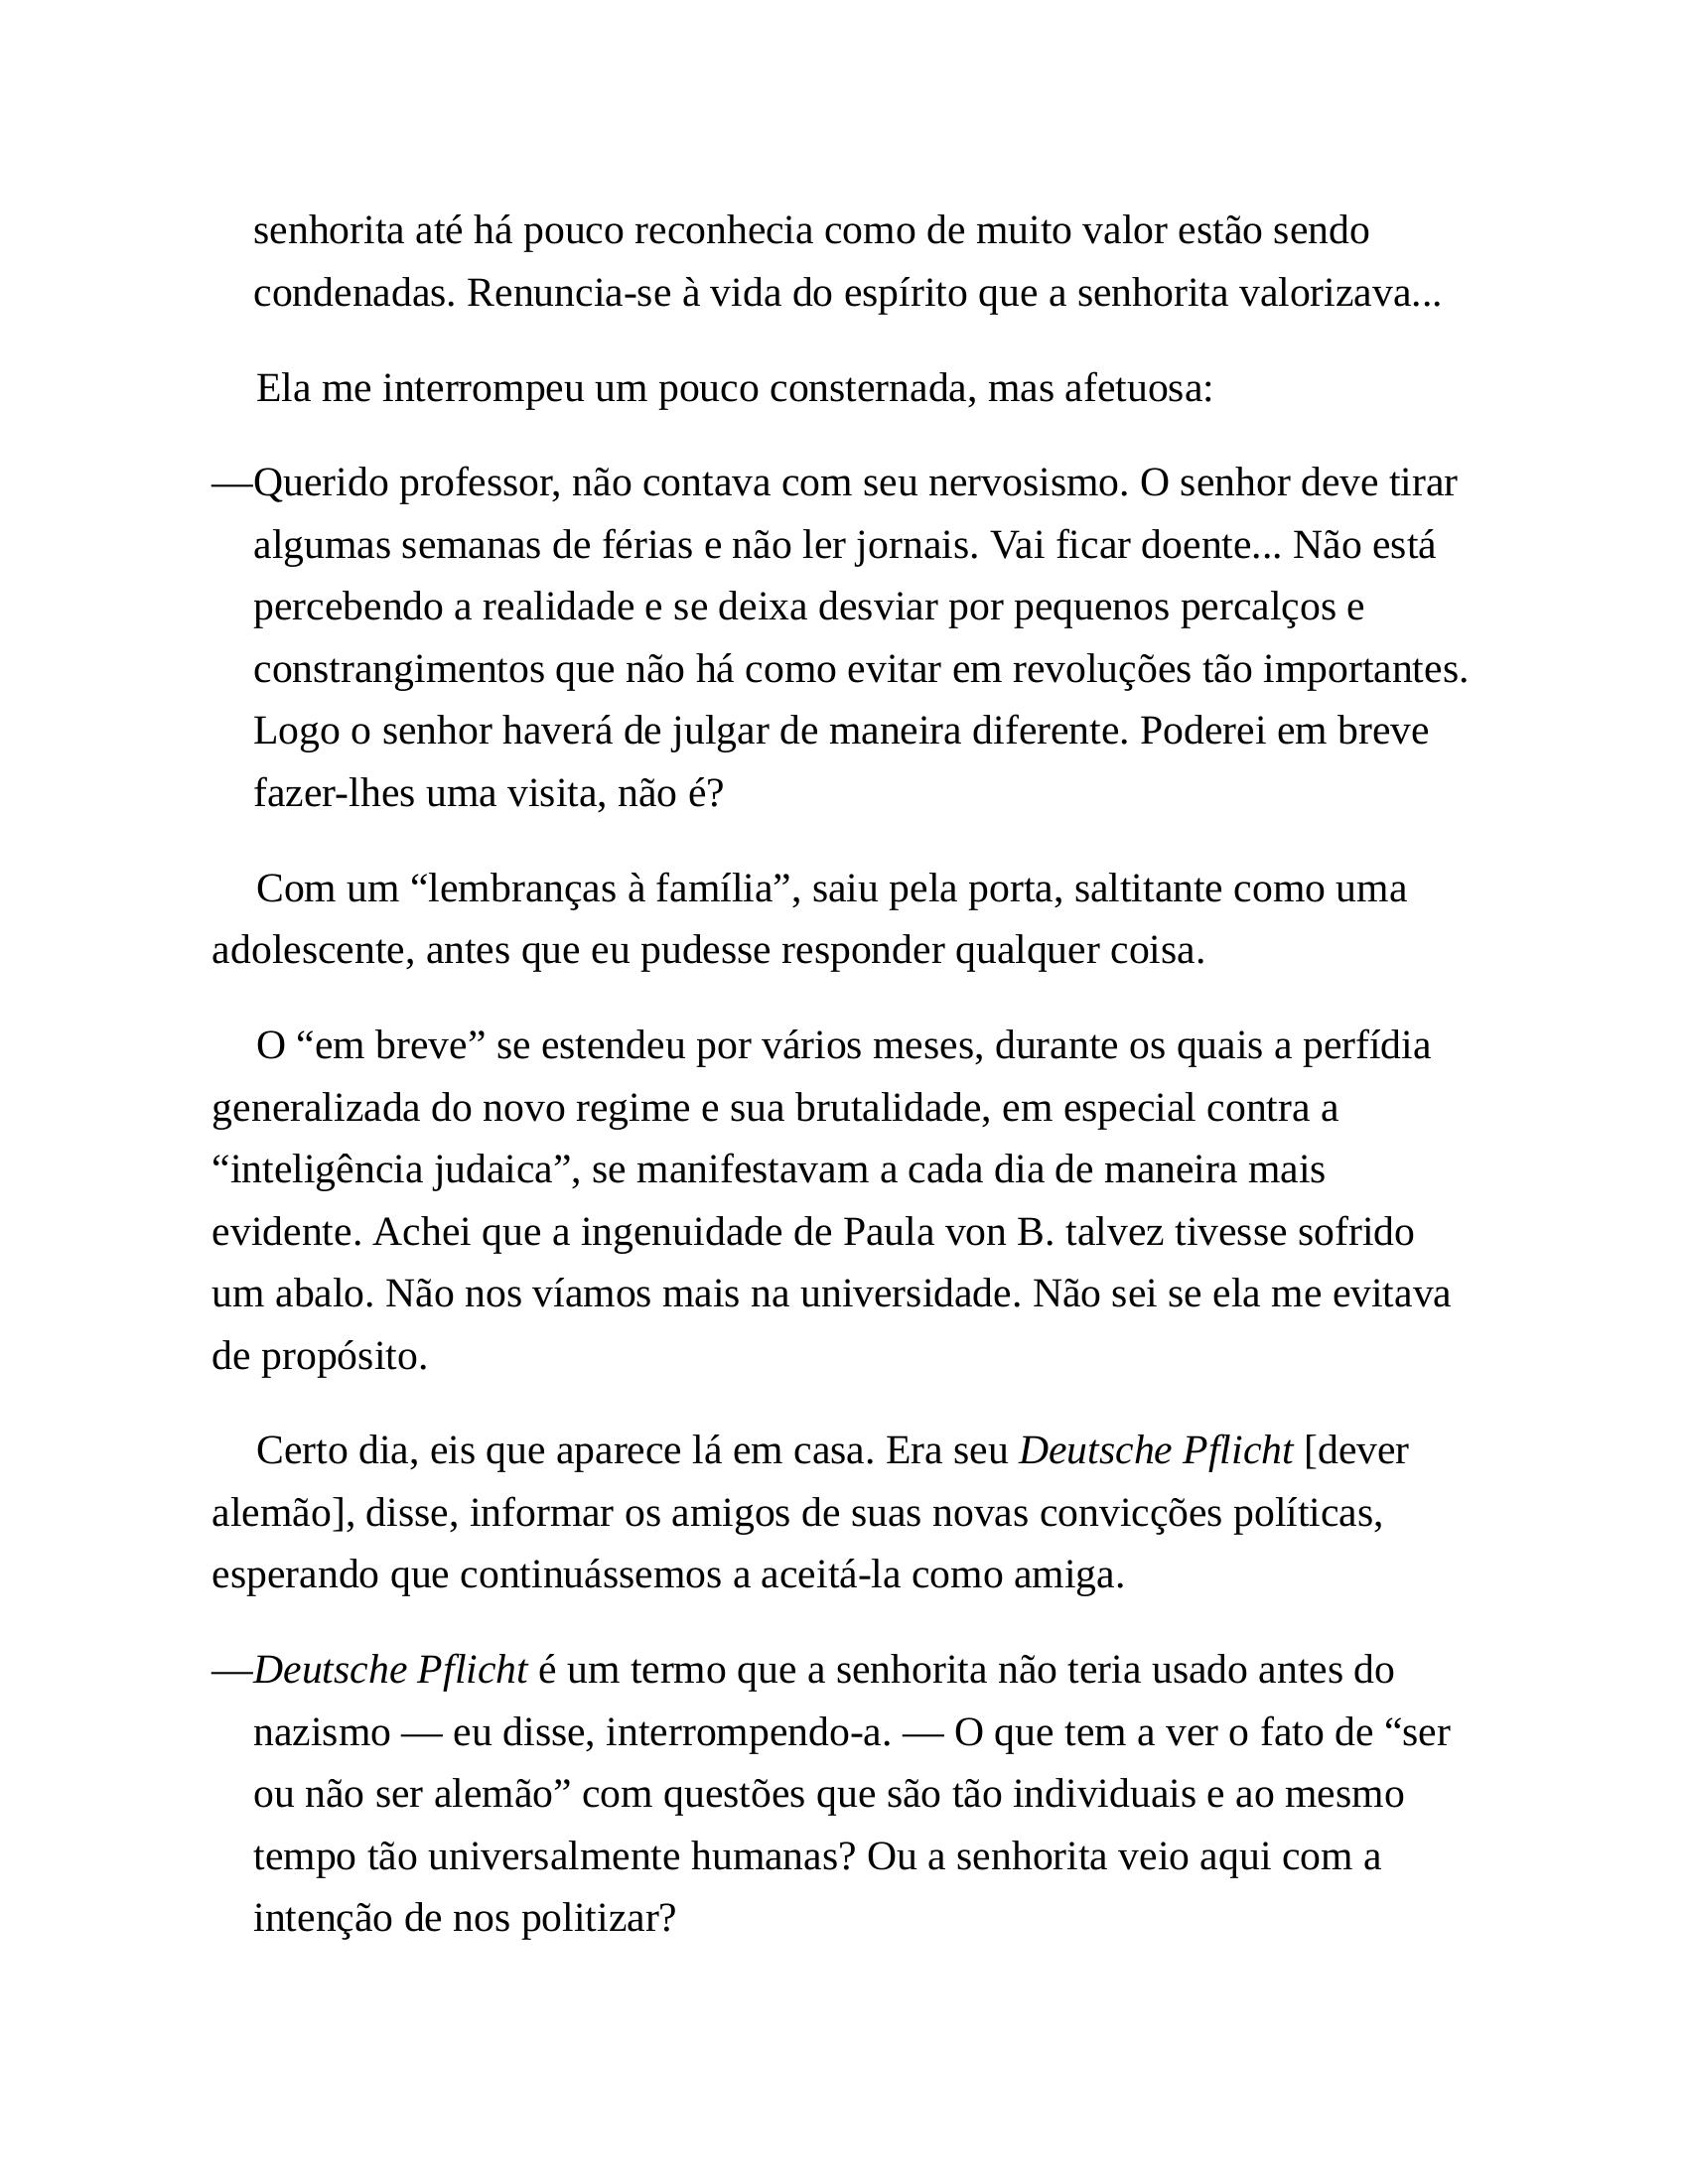 senhorita até há pouco reconhecia como de muito valor estão sendo
condenadas. Renuncia-se à vida do espírito que a senhorita valorizava...
Ela me interrompeu um pouco consternada, mas afetuosa:
—Querido professor, não contava com seu nervosismo. O senhor deve tirar
algumas semanas de férias e não ler jornais. Vai ficar doente... Não está
percebendo a realidade e se deixa desviar por pequenos percalços e
constrangimentos que não há como evitar em revoluções tão importantes.
Logo o senhor haverá de julgar de maneira diferente. Poderei em breve
fazer-lhes uma visita, não é?
Com um “lembranças à família”, saiu pela porta, saltitante como uma
adolescente, antes que eu pudesse responder qualquer coisa.
O “em breve” se estendeu por vários meses, durante os quais a perfídia
generalizada do novo regime e sua brutalidade, em especial contra a
“inteligência judaica”, se manifestavam a cada dia de maneira mais
evidente. Achei que a ingenuidade de Paula von B. talvez tivesse sofrido
um abalo. Não nos víamos mais na universidade. Não sei se ela me evitava
de propósito.
Certo dia, eis que aparece lá em casa. Era seu Deutsche Pflicht [dever
alemão], disse, informar os amigos de suas novas convicções políticas,
esperando que continuássemos a aceitá-la como amiga.
—Deutsche Pflicht é um termo que a senhorita não teria usado antes do
nazismo — eu disse, interrompendo-a. — O que tem a ver o fato de “ser
ou não ser alemão” com questões que são tão individuais e ao mesmo
tempo tão universalmente humanas? Ou a senhorita veio aqui com a
intenção de nos politizar?